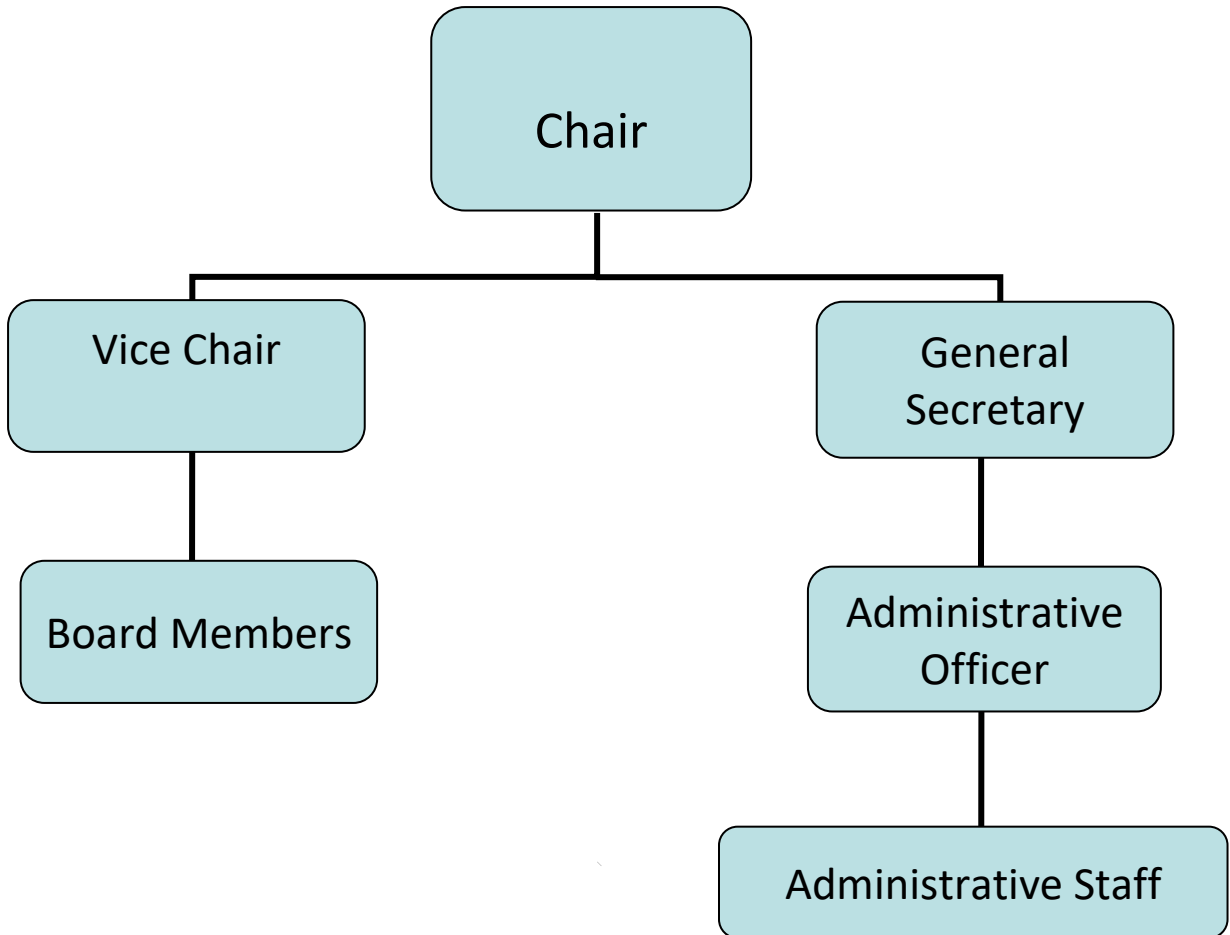 Chair
Vice Chair
General
Secretary
Board Members
Administrative
Officer
Administrative Staff